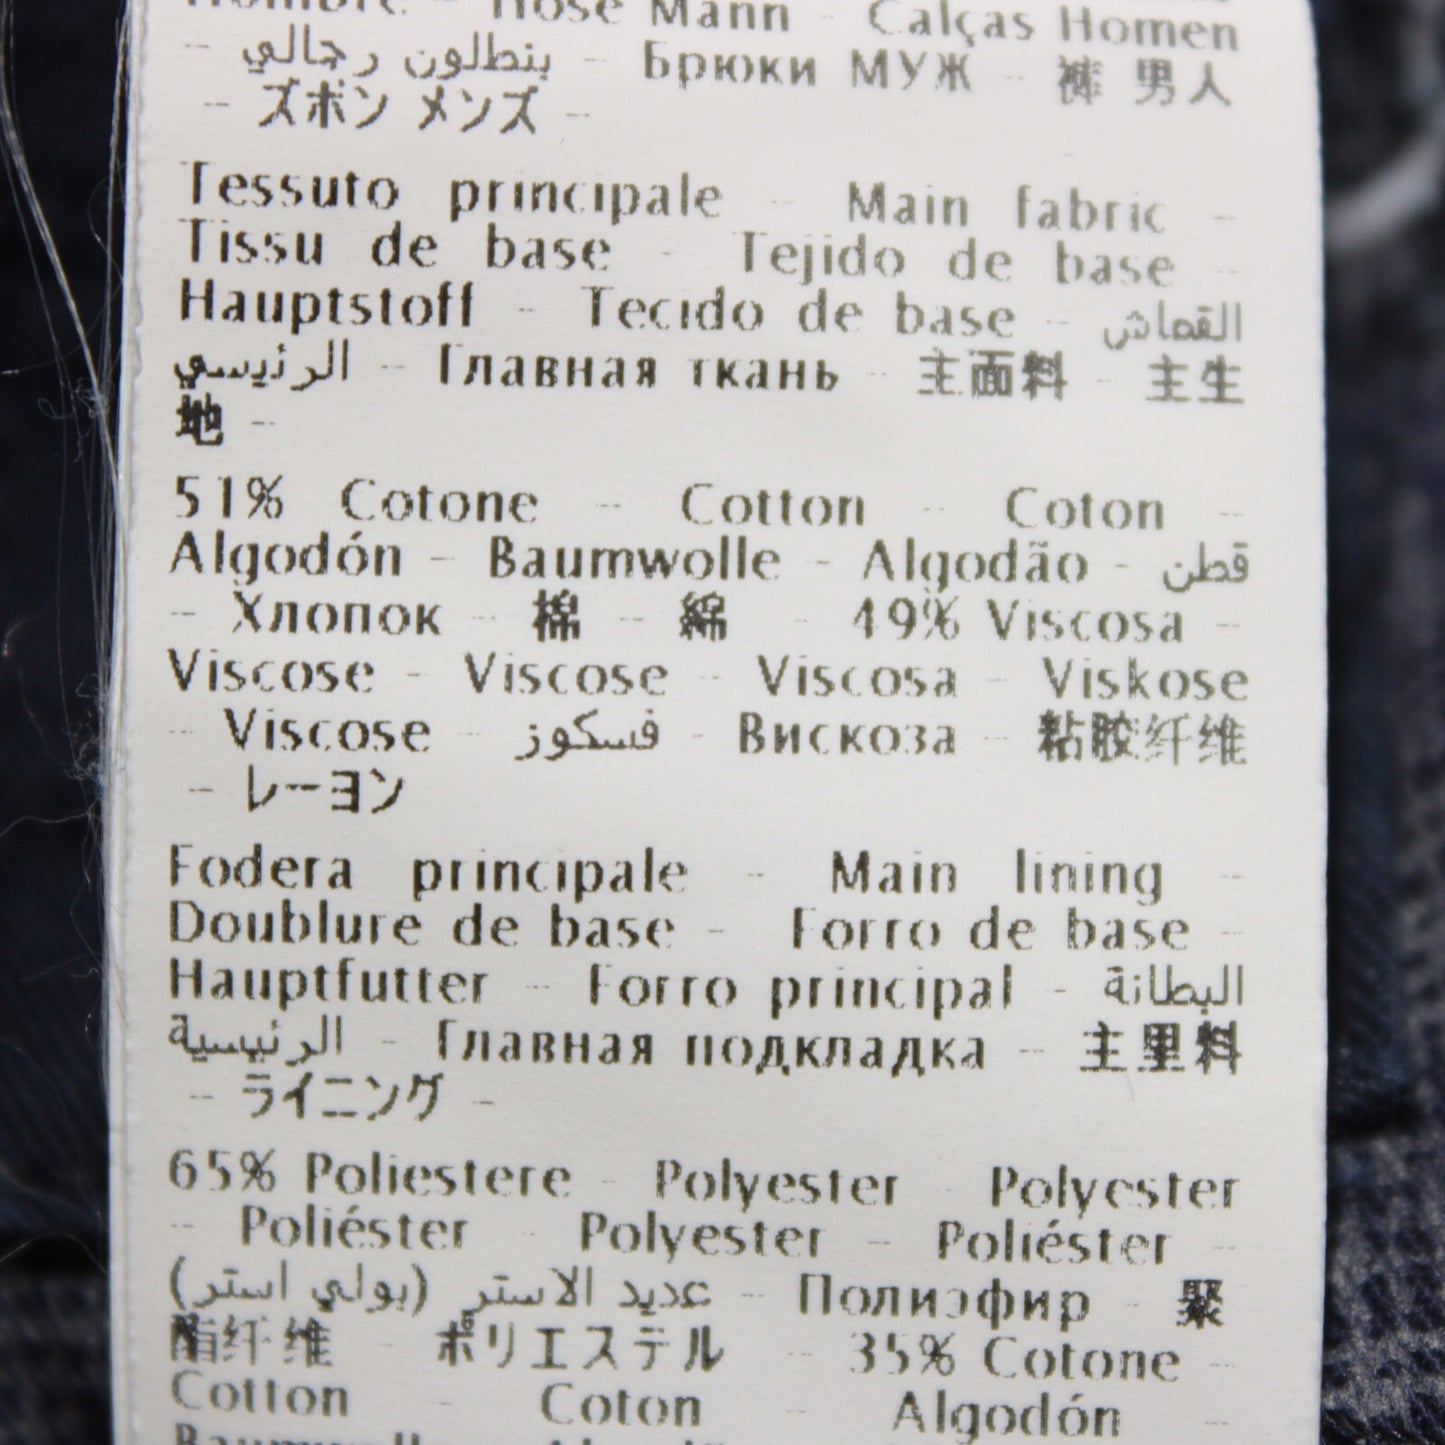 Hombre - Hose Mann - Calças Homen
- بنطلون رجالي - Брюки МУЖ - 裤 男人
- ズボン メンズ -
Tessuto principale - Main fabric -
Tissu de base - Tejido de base -
Hauptstoff - Tecido de base - القماش
الرئيسي - Главная ткань - 主面料 - 主生
地 -
51% Cotone - Cotton - Coton -
Algodón - Baumwolle - Algodão - قطن
- Хлопок - 棉 - 綿 - 49% Viscosa -
Viscose - Viscose - Viscosa - Viskose
- Viscose - فسكوز - Вискоза - 粘胶纤维
- レーヨン
Fodera principale - Main lining -
Doublure de base - Forro de base -
Hauptfutter - Forro principal - البطانة
الرئيسية - Главная подкладка - 主里料
- ライニング -
65% Poliestere - Polyester - Polyester
- Poliéster - Polyester - Poliéster -
عديد الاستر (بولي استر) - Полиэфир - 聚
酯纤维 - ポリエステル - 35% Cotone -
Cotton - Coton - Algodón -
Baumwolle